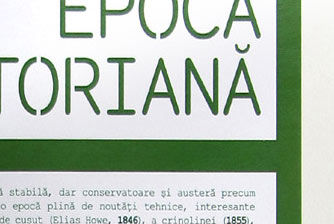 EPOCA
TORIANĂ
ă stabilă, dar conservatoare și austeră precum
o epocă plină de noutăți tehnice, interesante
de cusut (Elias Howe, 1846), a crinolinei (1855),